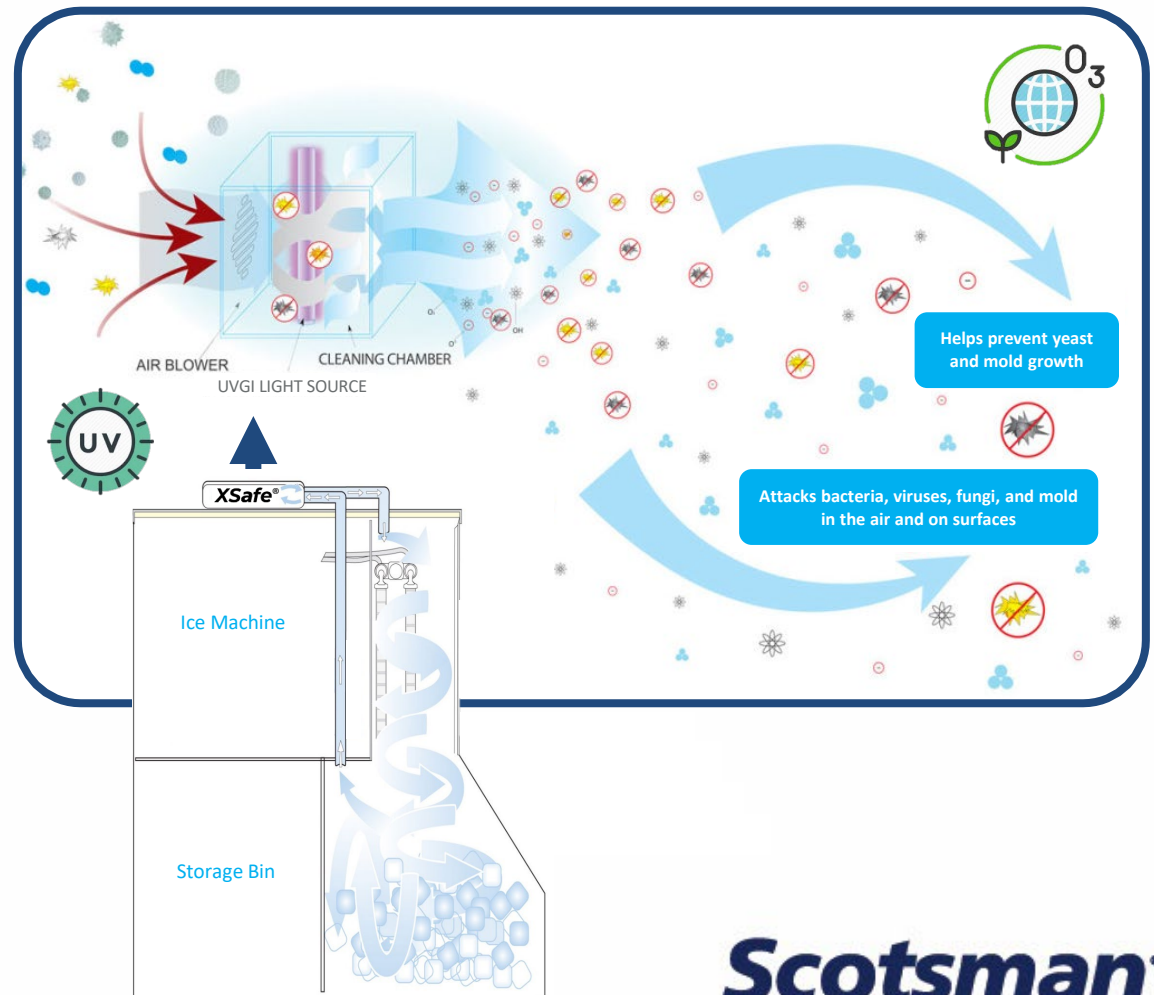 O3
AIR BLOWER
CLEANING CHAMBER
UVGI LIGHT SOURCE
OH
Helps prevent yeast
and mold growth
UV
XSafe®
Attacks bacteria, viruses, fungi, and mold
in the air and on surfaces
Ice Machine
Storage Bin
Scotsman